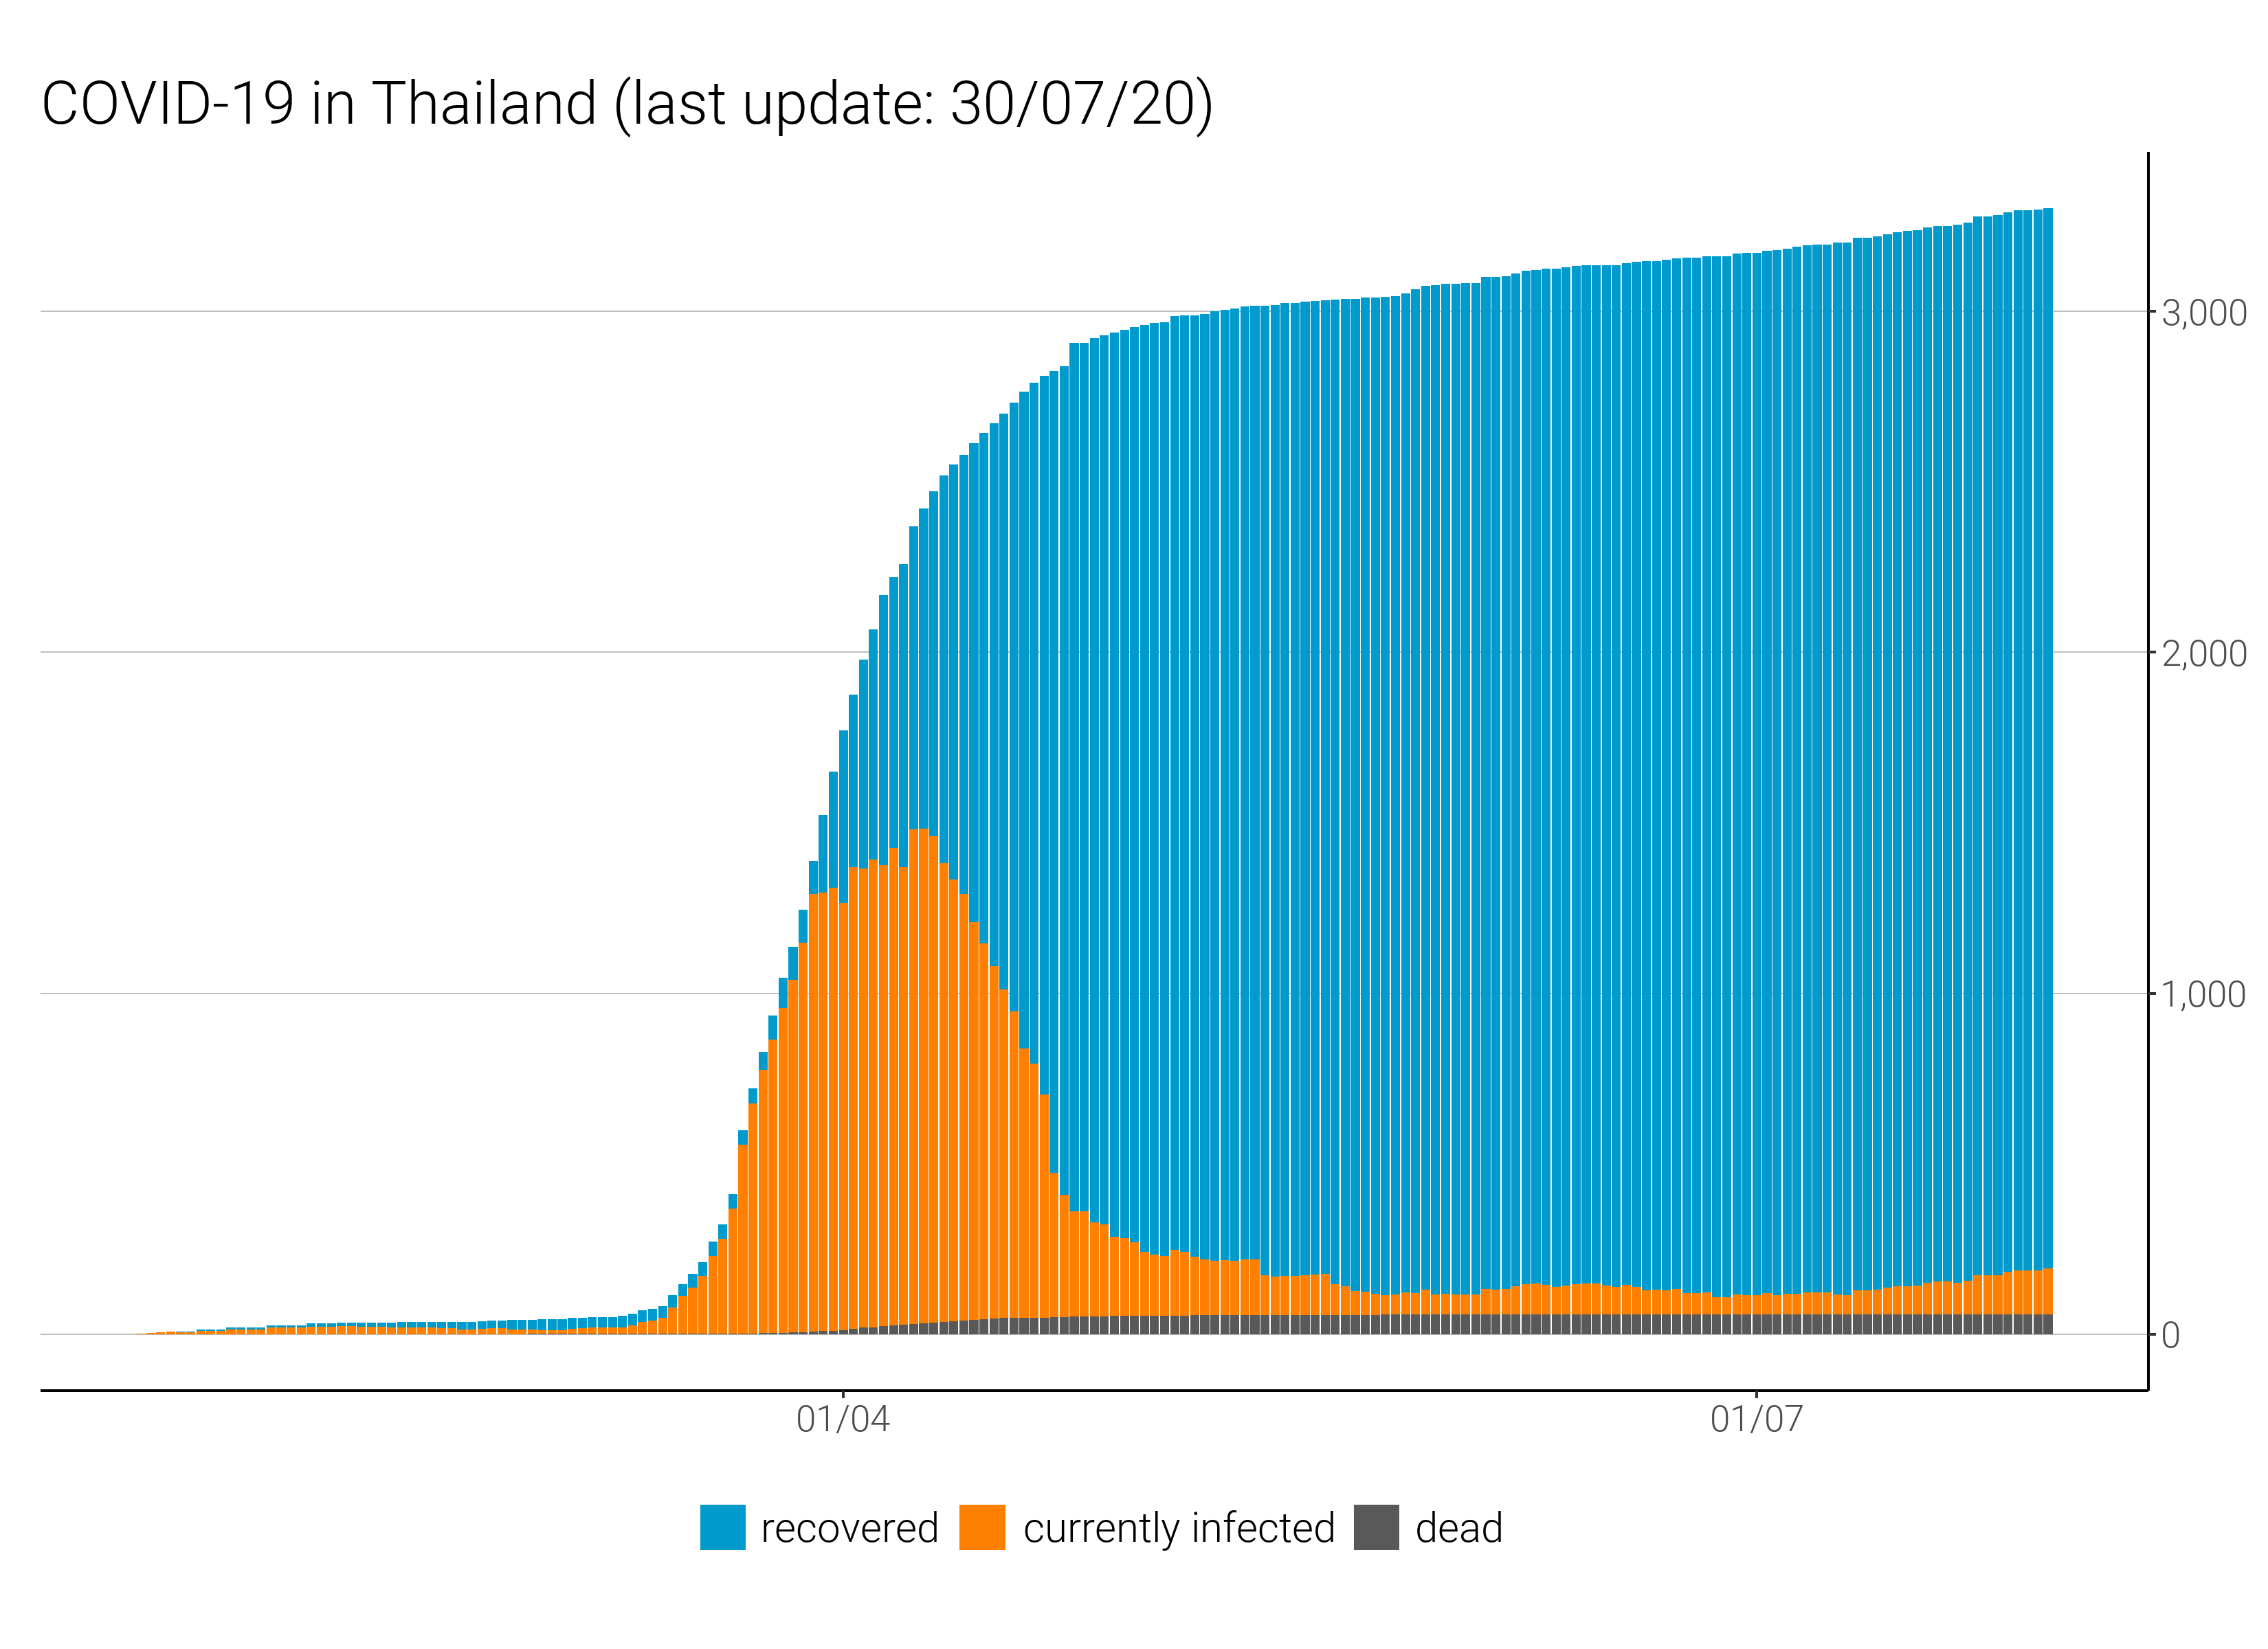 COVID-19 in Thailand (last update: 30/07/20)
3,000
2,000
1,000
0
01/04 01/07
recovered currently infected dead